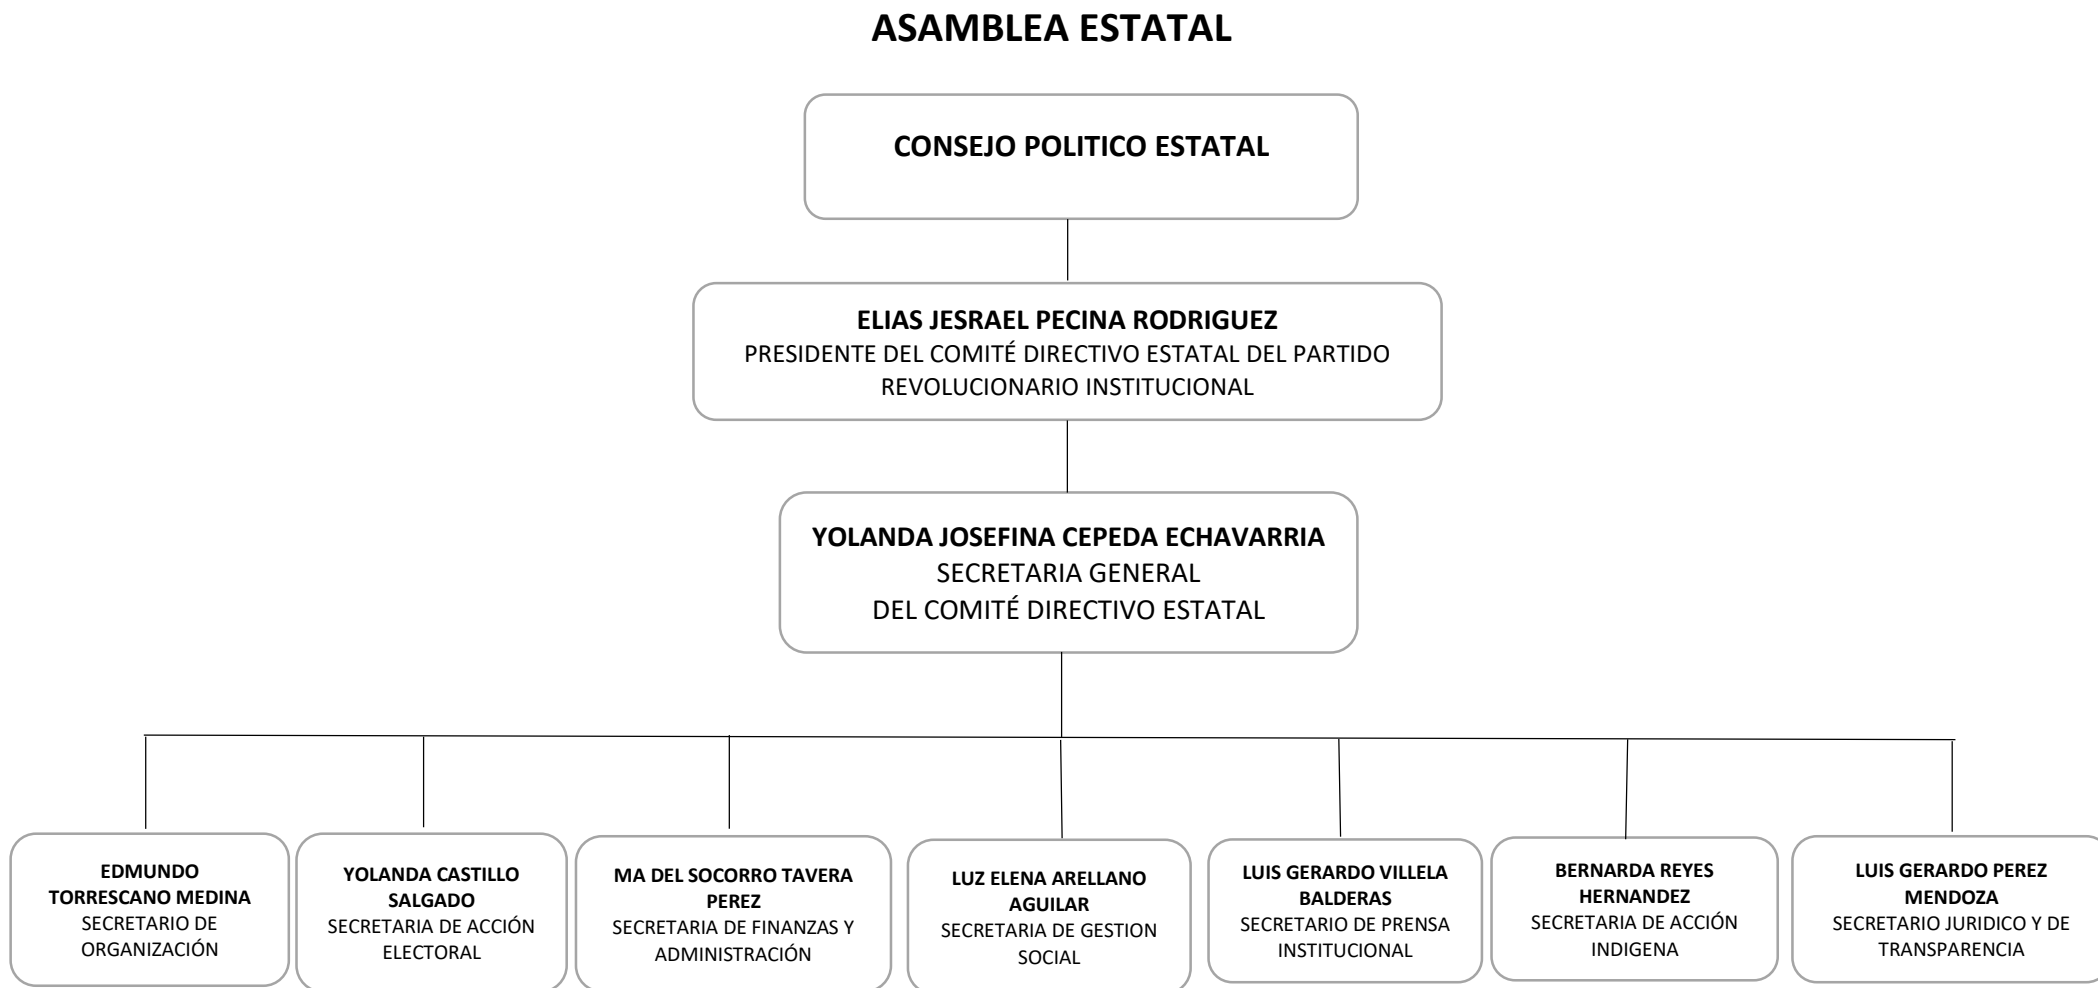 ASAMBLEA ESTATAL
CONSEJO POLITICO ESTATAL
ELIAS JESRAEL PECINA RODRIGUEZ
PRESIDENTE DEL COMITÉ DIRECTIVO ESTATAL DEL PARTIDO
REVOLUCIONARIO INSTITUCIONAL
YOLANDA JOSEFINA CEPEDA ECHAVARRIA
SECRETARIA GENERAL
DEL COMITÉ DIRECTIVO ESTATAL
EDMUNDO
TORRESCANO MEDINA
SECRETARIO DE
ORGANIZACIÓN
YOLANDA CASTILLO
SALGADO
SECRETARIA DE ACCIÓN
ELECTORAL
MA DEL SOCORRO TAVERA
PEREZ
SECRETARIA DE FINANZAS Y
ADMINISTRACIÓN
LUZ ELENA ARELLANO
AGUILAR
SECRETARIA DE GESTION
SOCIAL
LUIS GERARDO VILLELA
BALDERAS
SECRETARIO DE PRENSA
INSTITUCIONAL
BERNARDA REYES
HERNANDEZ
SECRETARIA DE ACCIÓN
INDIGENA
LUIS GERARDO PEREZ
MENDOZA
SECRETARIO JURIDICO Y DE
TRANSPARENCIA